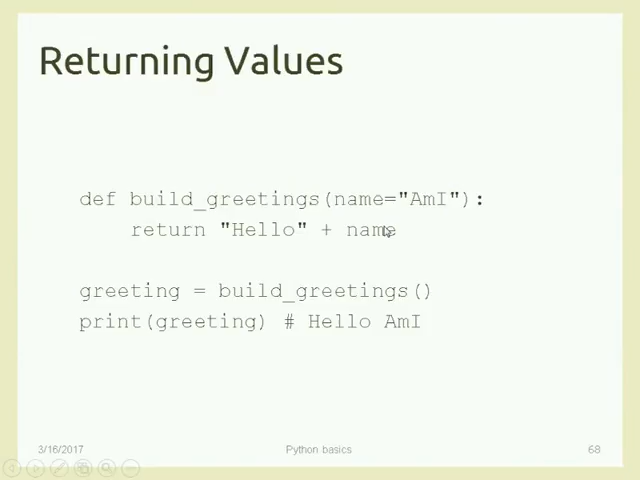 Returning Values
def build_greetings(name="AmI"):
return "Hello" + name
greeting = build_greetings()
print(greeting) # Hello AmI
3/16/2017
Python basics
68